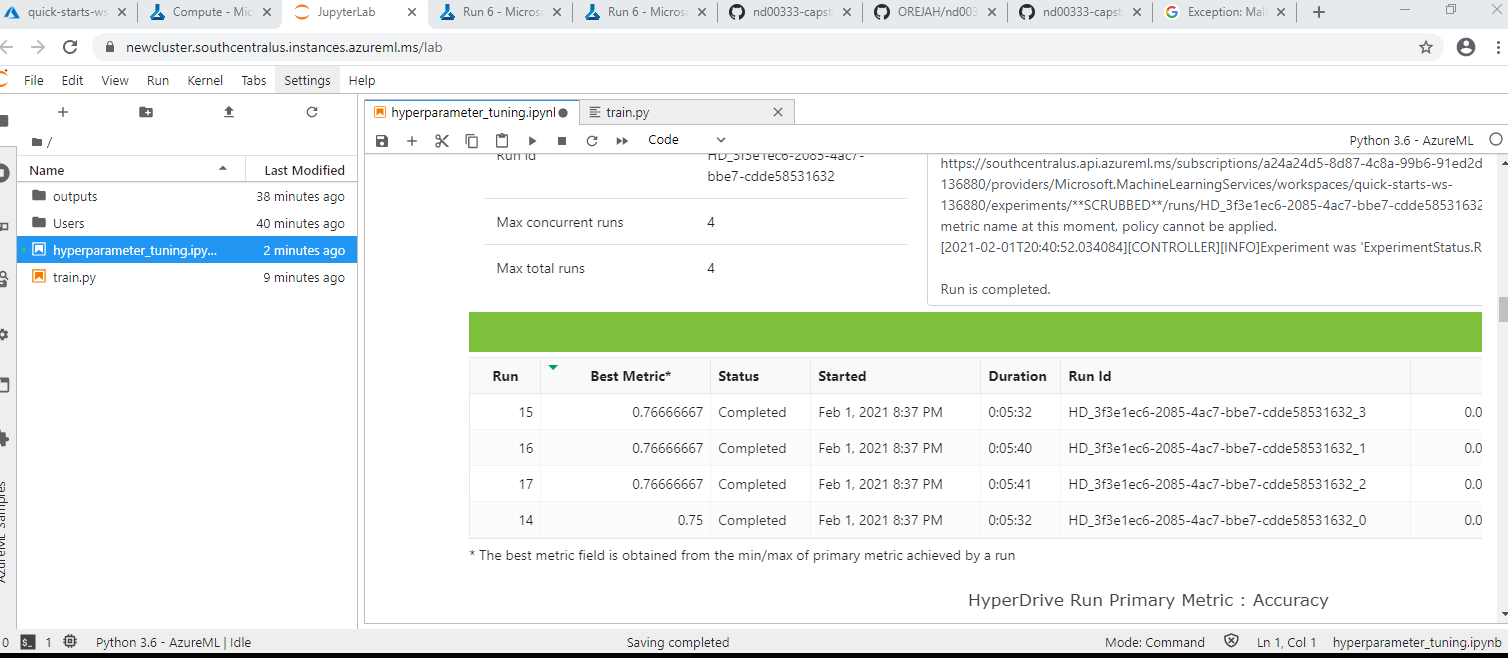 quick-starts-ws
Compute - Mic
JupyterLab
Run 6 - Micros
Run 6 - Micros
nd00333-capst
OREJAH/nd003
nd00333-capst
Exception: Mal
newcluster.southcentralus.instances.azureml.ms/lab
File Edit View Run Kernel Tabs Settings Help
hyperparameter_tuning.ipynl
train.py
Code
Python 3.6 - AzureML
/
Name Last Modified
outputs 38 minutes ago
Users 40 minutes ago
hyperparameter_tuning.ipy... 2 minutes ago
train.py 9 minutes ago
Run Id HD_3f3e1ec6-2085-4ac7-
bbe7-cdde58531632
Max concurrent runs 4
Max total runs 4
https://southcentralus.api.azureml.ms/subscriptions/a24a24d5-8d87-4c8a-99b6-91ed2d
136880/providers/Microsoft.MachineLearningServices/workspaces/quick-starts-ws-
136880/experiments/**SCRUBBED**/runs/HD_3f3e1ec6-2085-4ac7-bbe7-cdde58531632
metric name at this moment, policy cannot be applied.
[2021-02-01T20:40:52.034084][CONTROLLER][INFO]Experiment was 'ExperimentStatus.R
Run is completed.
Run Best Metric* Status Started Duration Run Id
15 0.76666667 Completed Feb 1, 2021 8:37 PM 0:05:32 HD_3f3e1ec6-2085-4ac7-bbe7-cdde58531632_3 0.0
16 0.76666667 Completed Feb 1, 2021 8:37 PM 0:05:40 HD_3f3e1ec6-2085-4ac7-bbe7-cdde58531632_1 0.0
17 0.76666667 Completed Feb 1, 2021 8:37 PM 0:05:41 HD_3f3e1ec6-2085-4ac7-bbe7-cdde58531632_2 0.0
14 0.75 Completed Feb 1, 2021 8:37 PM 0:05:32 HD_3f3e1ec6-2085-4ac7-bbe7-cdde58531632_0 0.0
* The best metric field is obtained from the min/max of primary metric achieved by a run
HyperDrive Run Primary Metric : Accuracy
AzureML Samples
0 1 Python 3.6 - AzureML | Idle Saving completed Mode: Command Ln 1, Col 1 hyperparameter_tuning.ipynb